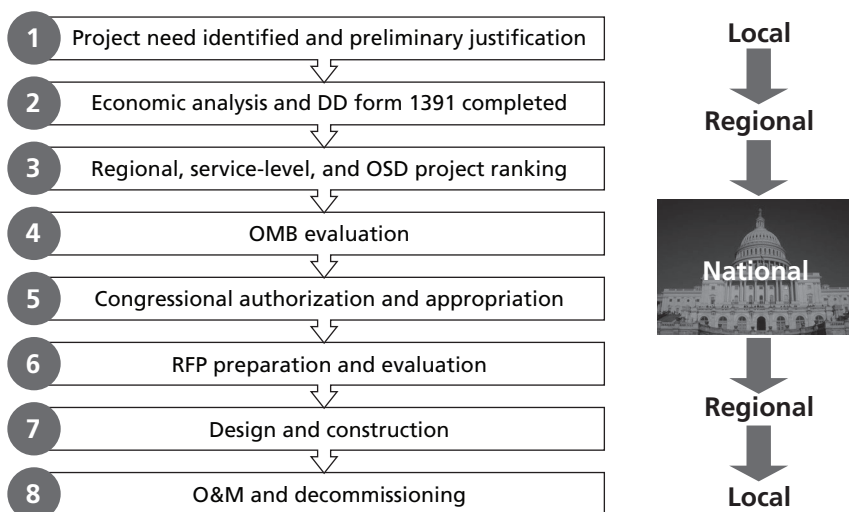 1 Project need identified and preliminary justification
2 Economic analysis and DD form 1391 completed
3 Regional, service-level, and OSD project ranking
4 OMB evaluation
5 Congressional authorization and appropriation
6 RFP preparation and evaluation
7 Design and construction
8 O&M and decommissioning
Local
Regional
National
Regional
Local